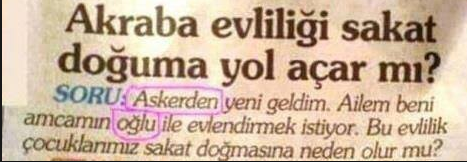 Akraba evliliği sakat
doğuma yol açar mı?
SORU: Askerden yeni geldim. Ailem beni
amcamın oğlu ile evlendirmek istiyor. Bu evlilik
çocuklarımız sakat doğmasına neden olur mu?